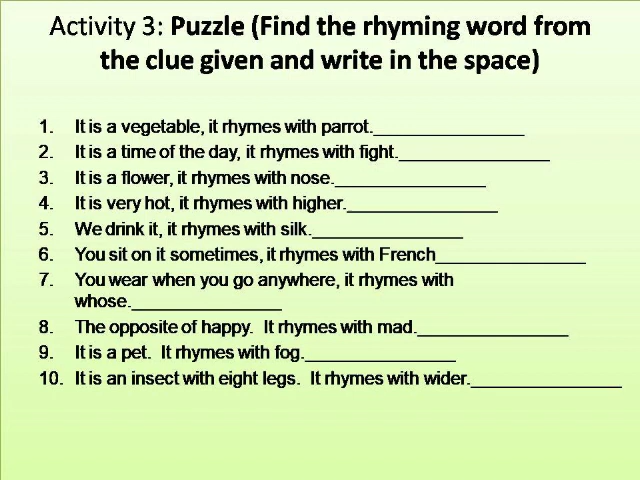 Activity 3: Puzzle (Find the rhyming word from
the clue given and write in the space)
1. It is a vegetable, it rhymes with parrot.________________
2. It is a time of the day, it rhymes with fight.________________
3. It is a flower, it rhymes with nose.________________
4. It is very hot, it rhymes with higher.________________
5. We drink it, it rhymes with silk.________________
6. You sit on it sometimes, it rhymes with French________________
7. You wear when you go anywhere, it rhymes with
whose.________________
8. The opposite of happy. It rhymes with mad.________________
9. It is a pet. It rhymes with fog.________________
10. It is an insect with eight legs. It rhymes with wider.________________